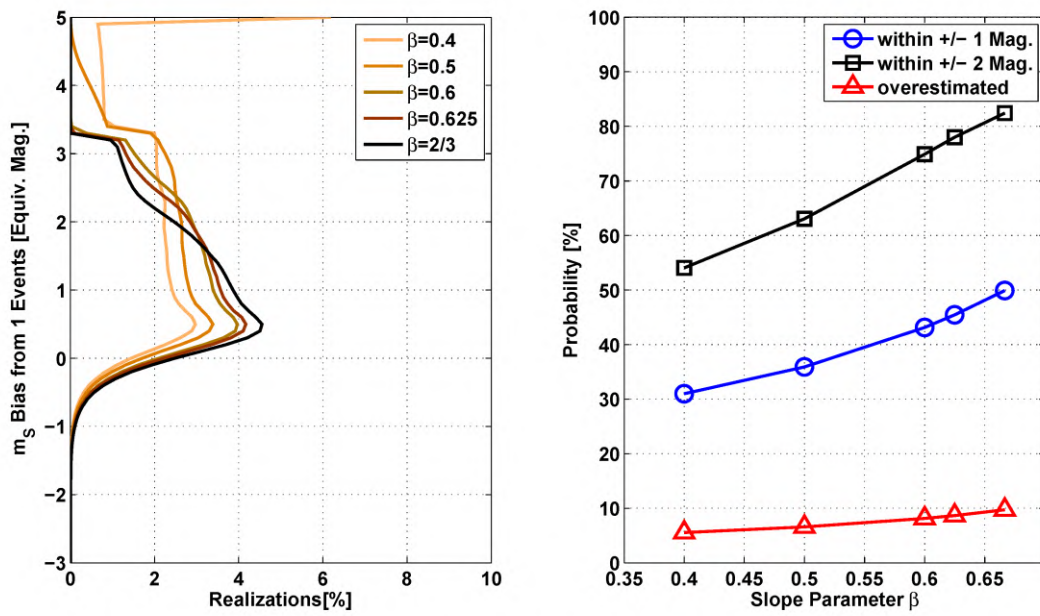 m_S Bias from 1 Events [Equiv. Mag.]
5
4
3
2
1
0
−1
−2
−3
0
2
4
6
8
10
Realizations[%]
β=0.4
β=0.5
β=0.6
β=0.625
β=2/3
Probability [%]
100
90
80
70
60
50
40
30
20
10
0
0.35
0.4
0.45
0.5
0.55
0.6
0.65
Slope Parameter β
within +/− 1 Mag.
within +/− 2 Mag.
overestimated